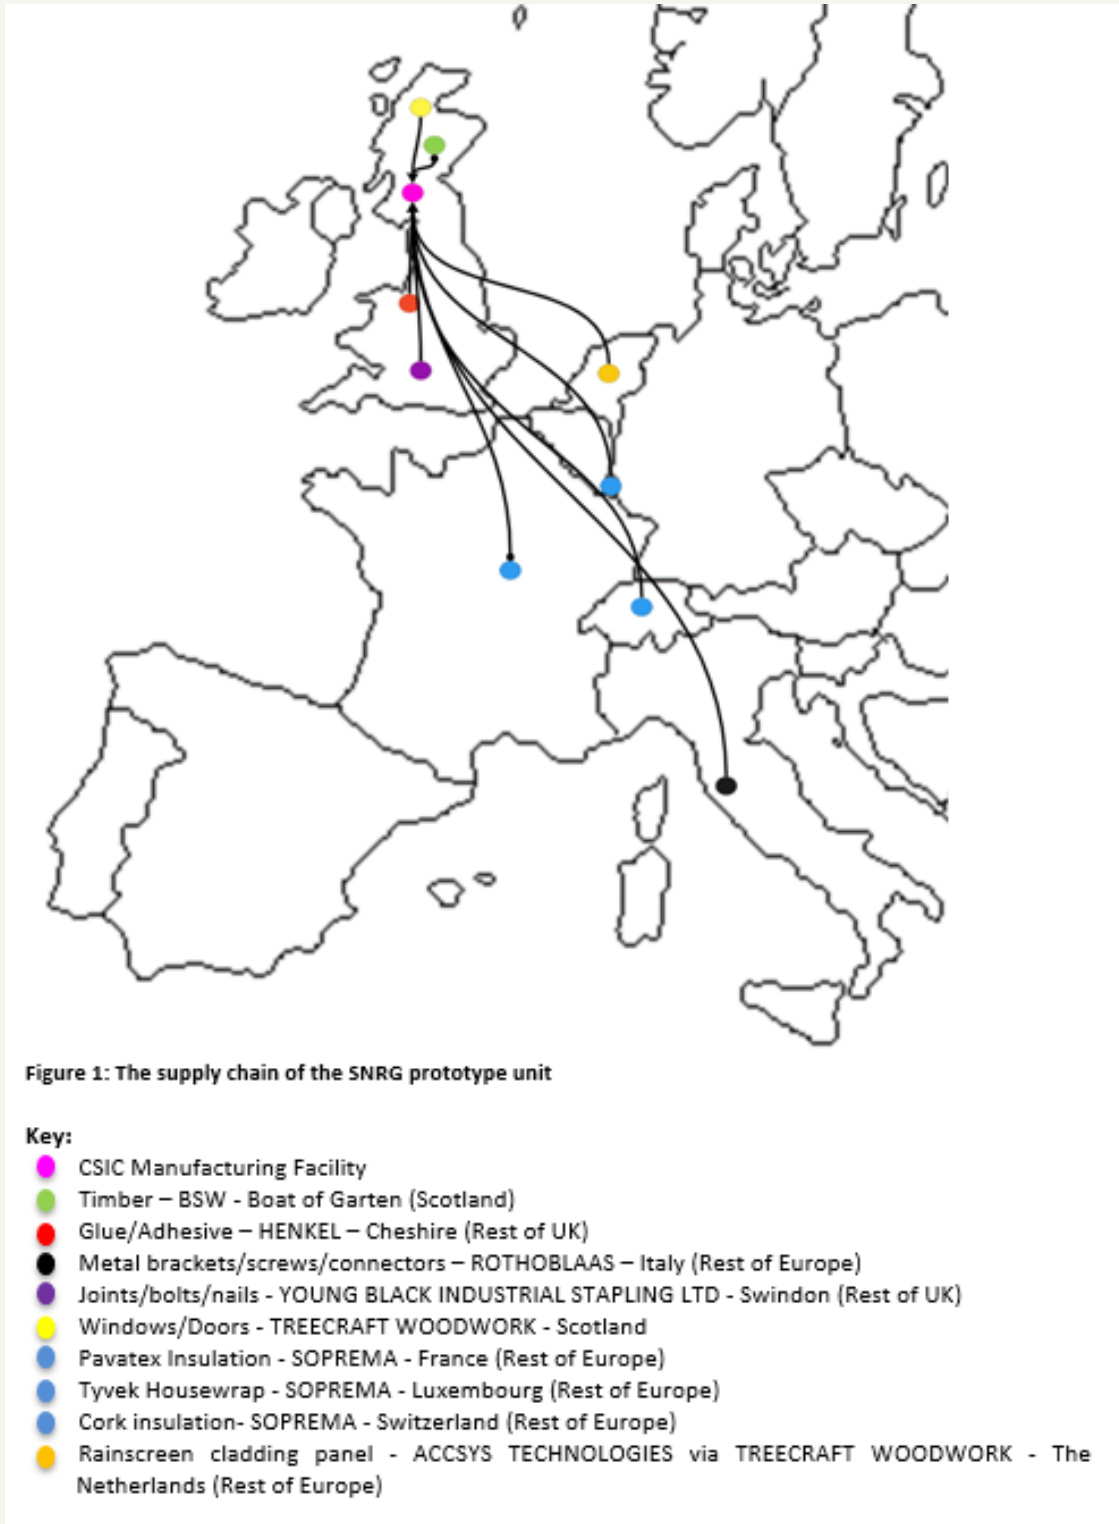 Figure 1: The supply chain of the SNRG prototype unit
Key:
CSIC Manufacturing Facility
Timber – BSW - Boat of Garten (Scotland)
Glue/Adhesive – HENKEL – Cheshire (Rest of UK)
Metal brackets/screws/connectors – ROTHOBLAAS – Italy (Rest of Europe)
Joints/bolts/nails - YOUNG BLACK INDUSTRIAL STAPLING LTD - Swindon (Rest of UK)
Windows/Doors - TREECRAFT WOODWORK - Scotland
Pavatex Insulation - SOPREMA - France (Rest of Europe)
Tyvek Housewrap - SOPREMA - Luxembourg (Rest of Europe)
Cork insulation- SOPREMA - Switzerland (Rest of Europe)
Rainscreen cladding panel - ACCSYS TECHNOLOGIES via TREECRAFT WOODWORK - The
Netherlands (Rest of Europe)